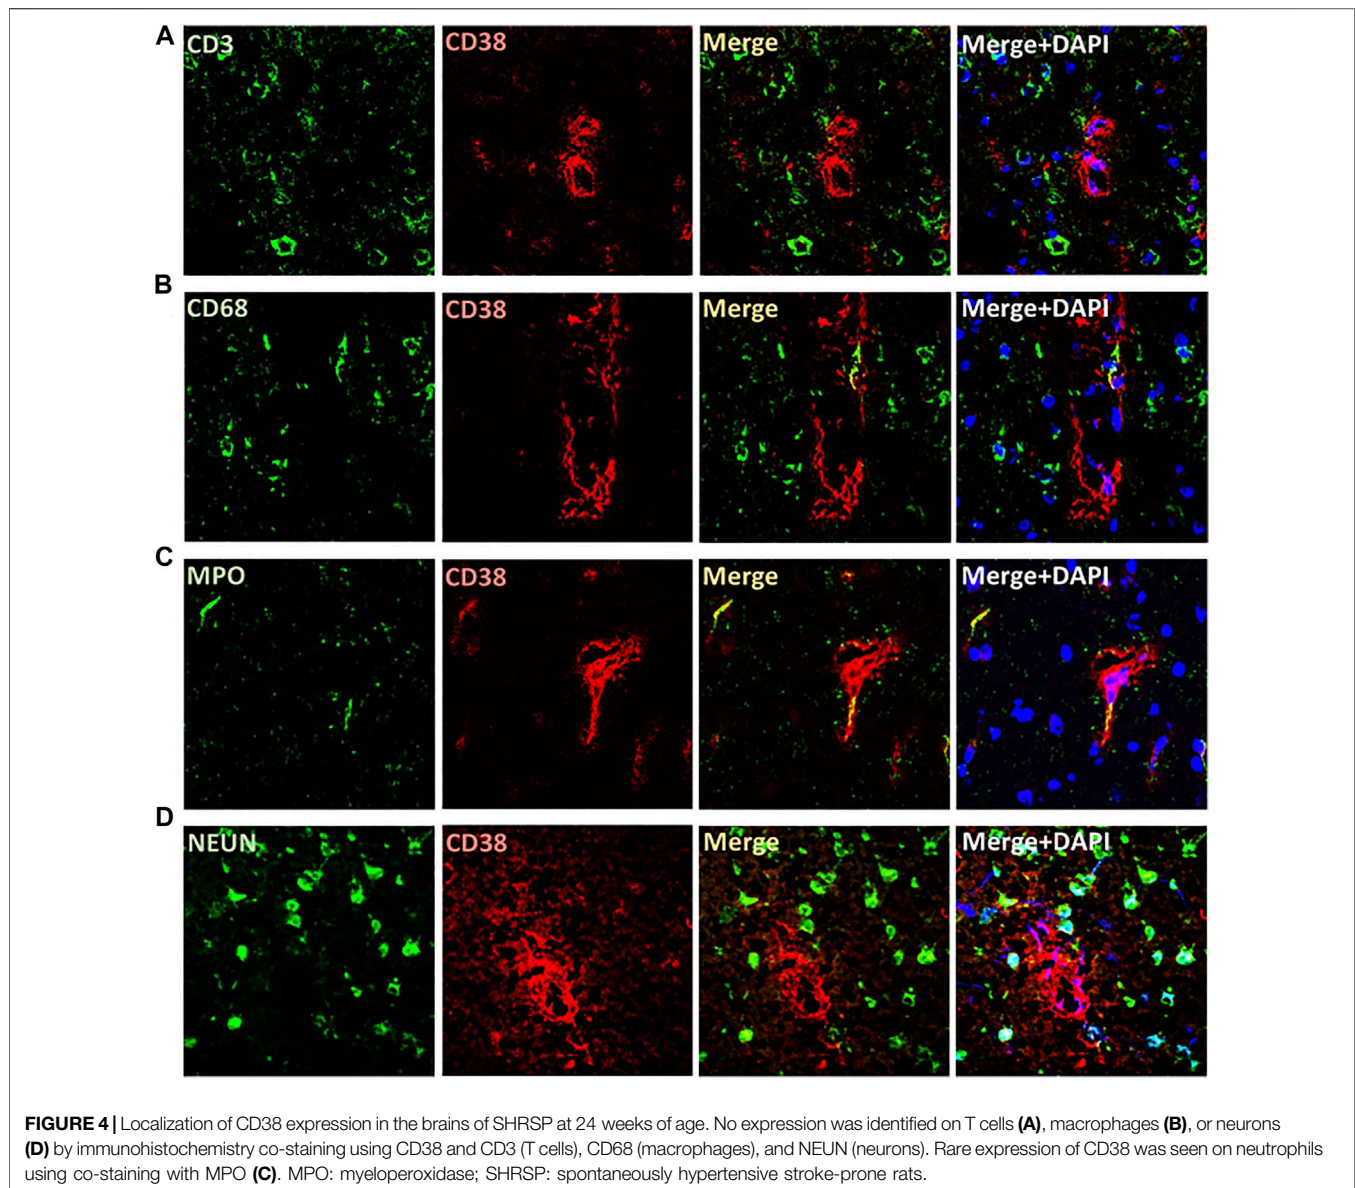 A
CD3 CD38 Merge Merge+DAPI
B
CD68 CD38 Merge Merge+DAPI
C
MPO CD38 Merge Merge+DAPI
D
NEUN CD38 Merge Merge+DAPI
FIGURE 4 | Localization of CD38 expression in the brains of SHRSP at 24 weeks of age. No expression was identified on T cells (A), macrophages (B), or neurons
(D) by immunohistochemistry co-staining using CD38 and CD3 (T cells), CD68 (macrophages), and NEUN (neurons). Rare expression of CD38 was seen on neutrophils
using co-staining with MPO (C). MPO: myeloperoxidase; SHRSP: spontaneously hypertensive stroke-prone rats.